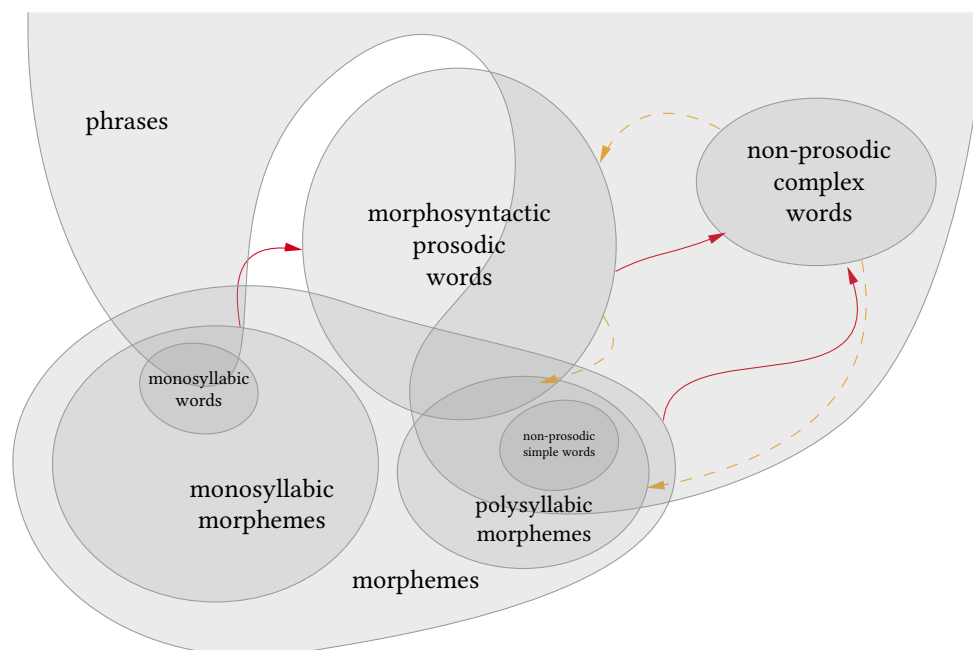 phrases
non-prosodic
complex
words
morphosyntactic
prosodic
words
monosyllabic
words
non-prosodic
simple words
monosyllabic
morphemes
polysyllabic
morphemes
morphemes